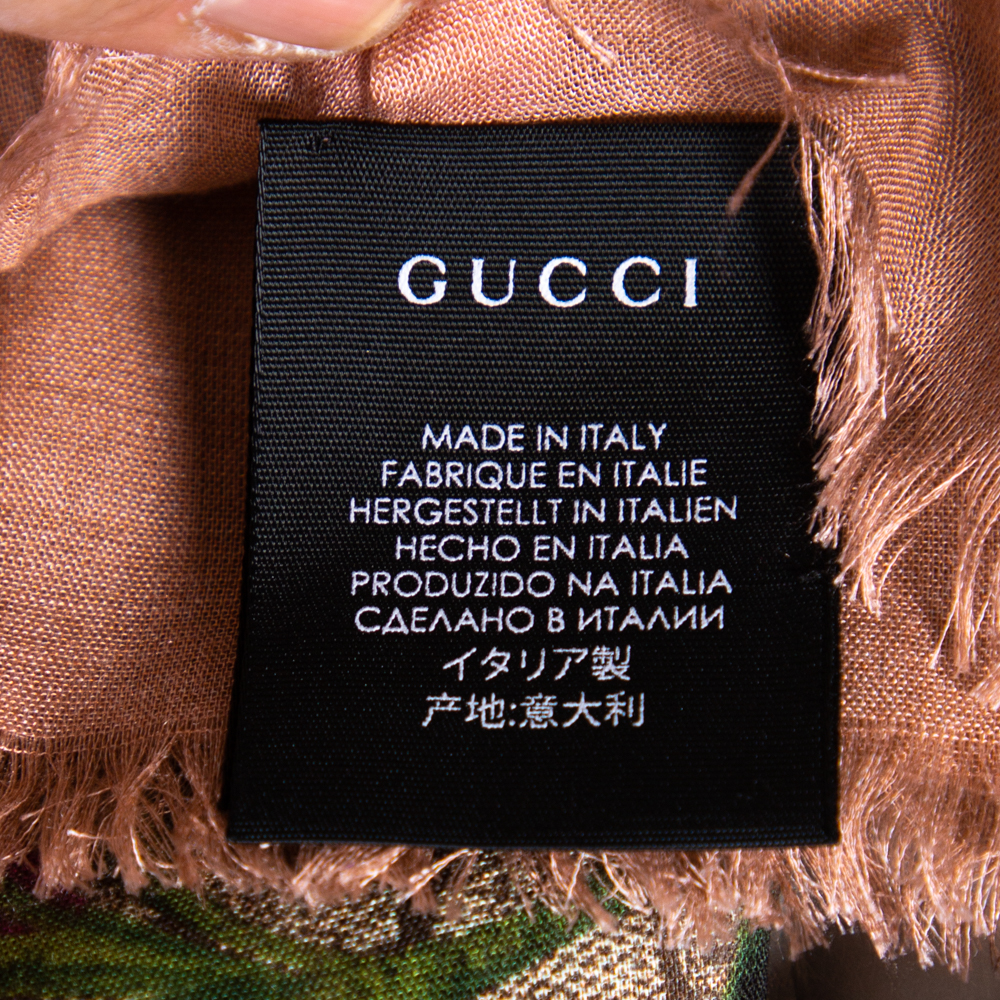 GUCCI
MADE IN ITALY
FABRIQUE EN ITALIE
HERGESTELLT IN ITALIEN
HECHO EN ITALIA
PRODUZIDO NA ITALIA
СДЕЛАНО В ИТАЛИИ
イタリア製
产地:意大利